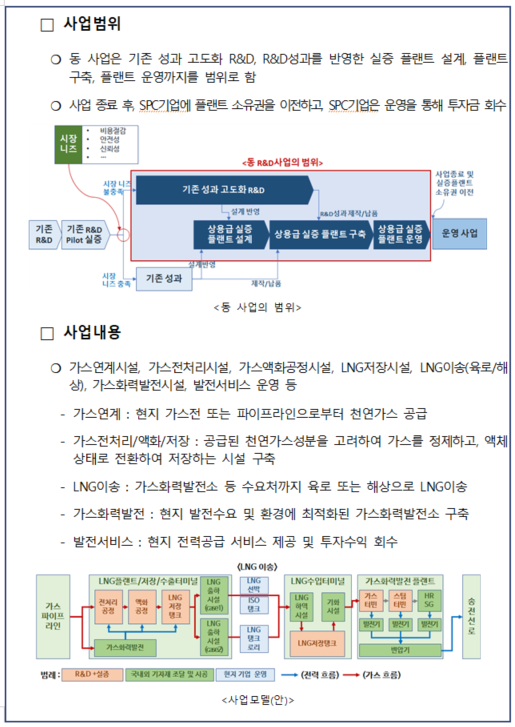 □ 사업범위
○ 동 사업은 기존 성과 고도화 R&D, R&D성과를 반영한 실증 플랜트 설계, 플랜트
구축, 플랜트 운영까지를 범위로 함
○ 사업 종료 후, SPC기업에 플랜트 소유권을 이전하고, SPC기업은 운영을 통해 투자금 회수
시장
니즈
• 비용절감
• 안전성
• 신뢰성
• ...
<동 R&D사업의 범위>
시장 니즈
불충족
기존 성과 고도화 R&D
사업종료 및
실증플랜트
소유권 이전
설계 반영
R&D성과 제작/납품
기존
R&D
기존 R&D
Pilot 실증
상용급 실증
플랜트 설계
상용급 실증 플랜트 구축
상용급 실증
플랜트 운영
운영 사업
시장
니즈 충족
기존 성과
설계반영
제작/납품
<동 사업의 범위>
□ 사업내용
○ 가스연계시설, 가스전처리시설, 가스액화공정시설, LNG저장시설, LNG이송(육로/해
상), 가스화력발전시설, 발전서비스 운영 등
- 가스연계 : 현지 가스전 또는 파이프라인으로부터 천연가스 공급
- 가스전처리/액화/저장 : 공급된 천연가스성분을 고려하여 가스를 정제하고, 액체
상태로 전환하여 저장하는 시설 구축
- LNG이송 : 가스화력발전소 등 수요처까지 육로 또는 해상으로 LNG이송
- 가스화력발전 : 현지 발전수요 및 환경에 최적화된 가스화력발전소 구축
- 발전서비스 : 현지 전력공급 서비스 제공 및 투자수익 회수
<LNG 이송>
가스
파이프
라인
LNG플랜트/저장/수출터미널
전처리
공정
액화
공정
LNG
저장
탱크
LNG
출하
시설
(case1)
LNG
출하
시설
(case2)
가스화력발전
LNG
선박
ISO
탱크
LNG
탱크
로리
LNG수입터미널
LNG
하역
시설
기화
시설
LNG저장탱크
가스화력발전 플랜트
가스
터빈
스팀
터빈
HR
SG
발전기
발전기
발전기
변압기
송
전
선
로
범례 :
R&D +실증
국내외 기자재 조달 및 시공
현지 기업 운영
(전력 흐름)
(가스 흐름)
<사업모델(안)>